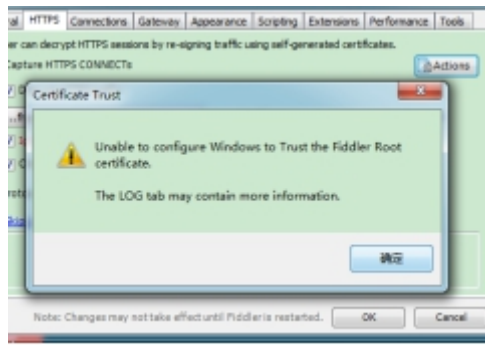 al HTTPS Connections Gateway Appearance Scripting Extensions Performance Tools
er can decrypt HTTPS sessions by re-signing traffic using self-generated certificates.
apture HTTPS CONNECTs
Actions
Certificate Trust
Unable to configure Windows to Trust the Fiddler Root
certificate.
The LOG tab may contain more information.
确定
Note: Changes may not take effect until Fiddler is restarted. OK Cancel